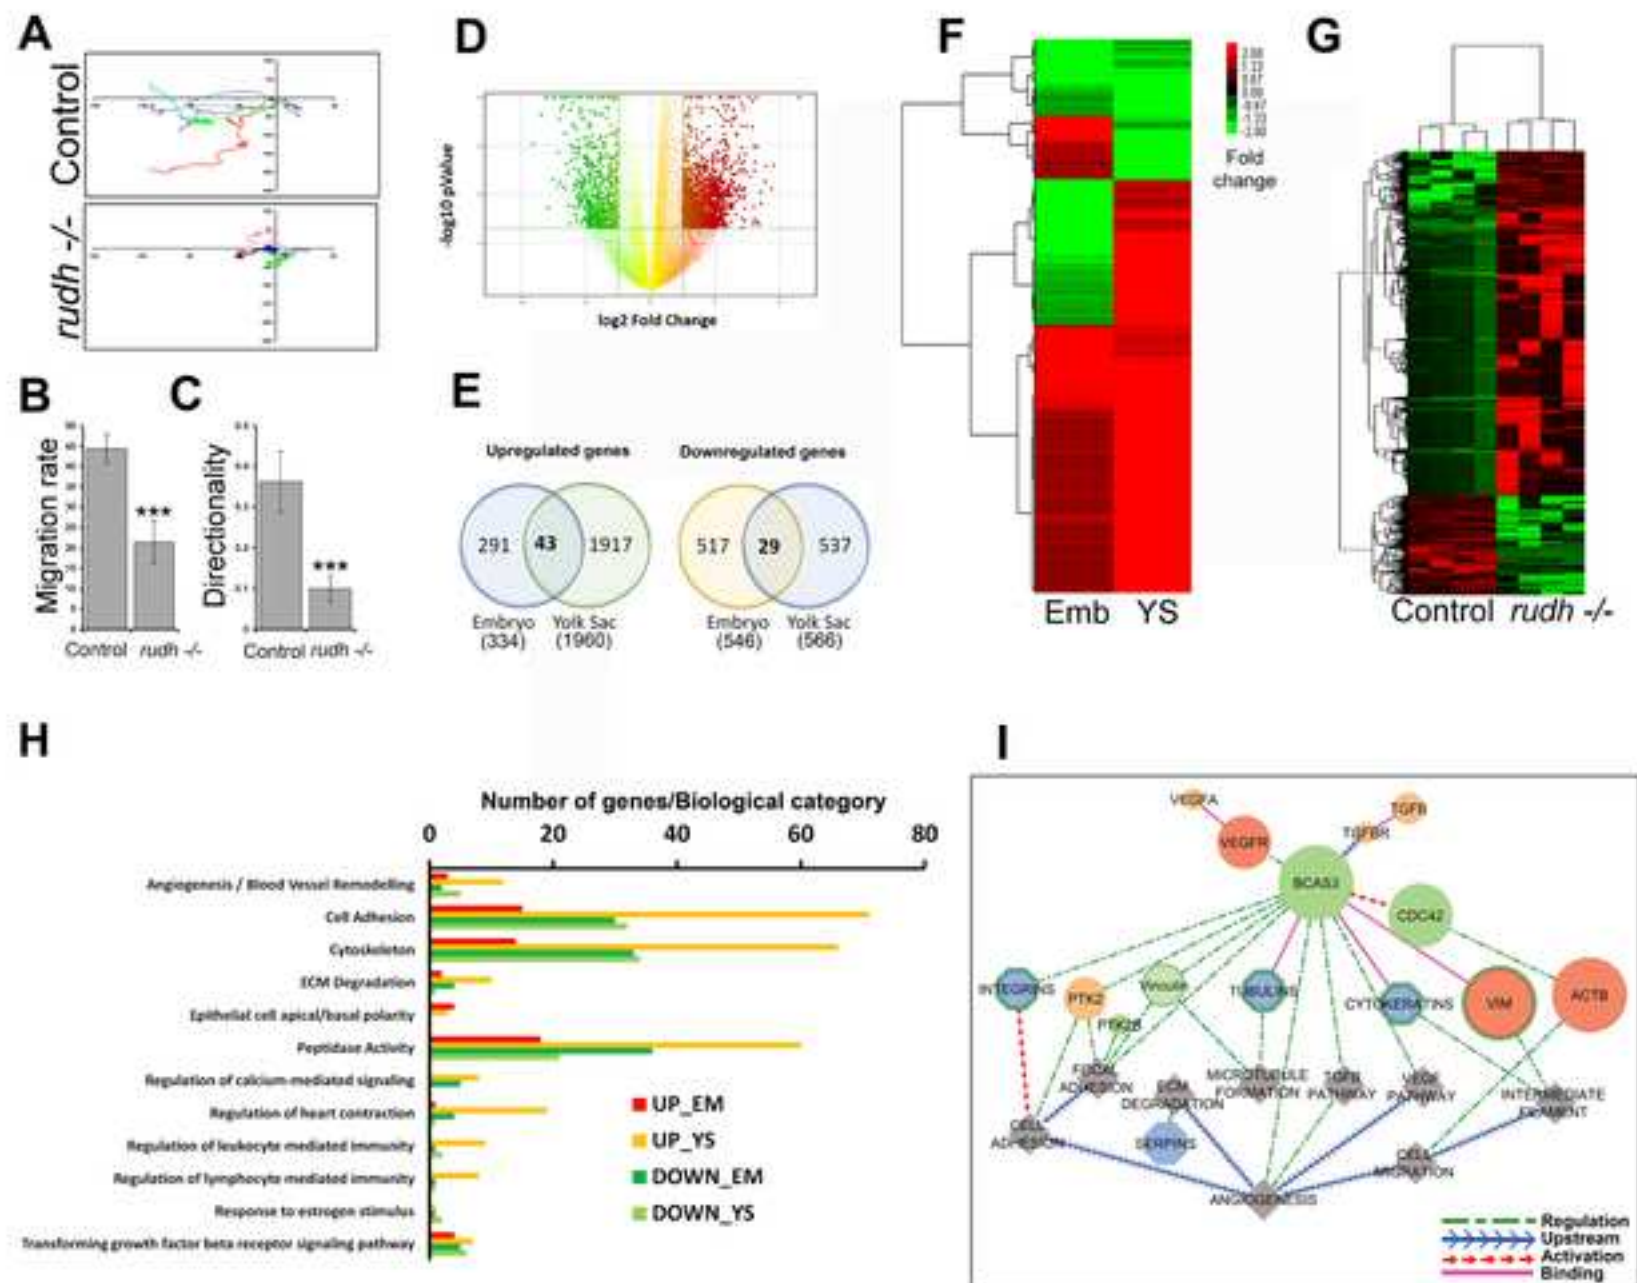 A
Control
rudh -/-
B
Migration rate
***
Control rudh -/-
C
Directionality
***
Control rudh -/-
D
-log10 pValue
log2 Fold Change
E
Upregulated genes
Downregulated genes
291 43 1917
517 29 537
Embryo Yolk Sac
(334) (1960)
Embryo Yolk Sac
(546) (566)
F
Fold
change
Emb YS
G
Control rudh -/-
H
Number of genes/Biological category
0 20 40 60 80
Angiogenesis / Blood Vessel Remodelling
Cell Adhesion
Cytoskeleton
ECM Degradation
Epithelial cell apical/basal polarity
Peptidase Activity
Regulation of calcium-mediated signaling
Regulation of heart contraction
Regulation of leukocyte mediated immunity
Regulation of lymphocyte mediated immunity
Response to estrogen stimulus
Transforming growth factor beta receptor signaling pathway
UP_EM
UP_YS
DOWN_EM
DOWN_YS
I
VEGFA
TGFB
TGFBR
VEGFR
BCAS3
CDC42
INTEGRINS
PTK2
Vinculin
TUBULINS
CYTOKERATINS
VIM
ACTB
PTK2B
FOCAL
ADHESION
ECM
DEGRADATION
MICROTUBULE
FORMATION
TGFB
PATHWAY
VEGF
PATHWAY
INTERMEDIATE
FILAMENT
CELL
ADHESION
SERPINS
CELL
MIGRATION
ANGIOGENESIS
Regulation
Upstream
Activation
Binding